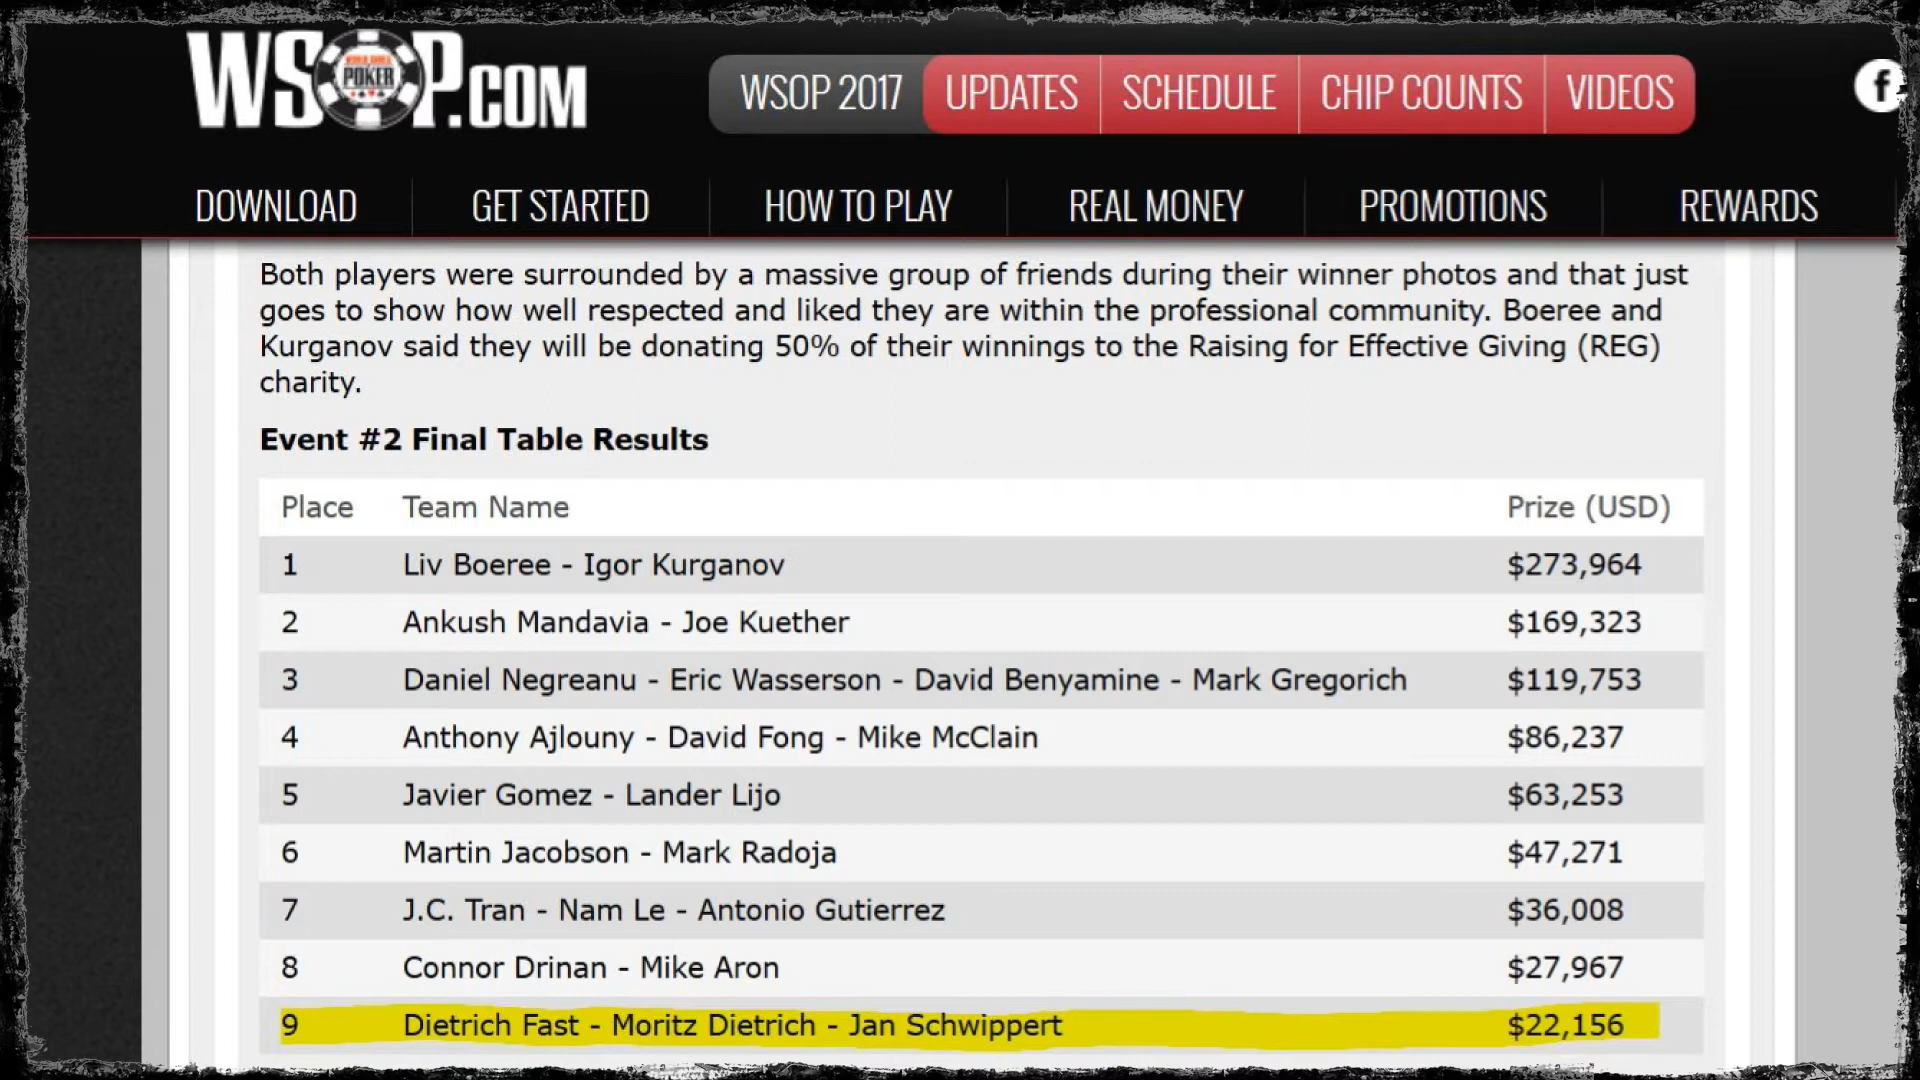 WSOP.COM
POKER
WSOP 2017 UPDATES SCHEDULE CHIP COUNTS VIDEOS
f
DOWNLOAD GET STARTED HOW TO PLAY REAL MONEY PROMOTIONS REWARDS
Both players were surrounded by a massive group of friends during their winner photos and that just
goes to show how well respected and liked they are within the professional community. Boeree and
Kurganov said they will be donating 50% of their winnings to the Raising for Effective Giving (REG)
charity.
Event #2 Final Table Results
Place Team Name Prize (USD)
1 Liv Boeree - Igor Kurganov $273,964
2 Ankush Mandavia - Joe Kuether $169,323
3 Daniel Negreanu - Eric Wasserson - David Benyamine - Mark Gregorich $119,753
4 Anthony Ajlouny - David Fong - Mike McClain $86,237
5 Javier Gomez - Lander Lijo $63,253
6 Martin Jacobson - Mark Radoja $47,271
7 J.C. Tran - Nam Le - Antonio Gutierrez $36,008
8 Connor Drinan - Mike Aron $27,967
9 Dietrich Fast - Moritz Dietrich - Jan Schwippert $22,156